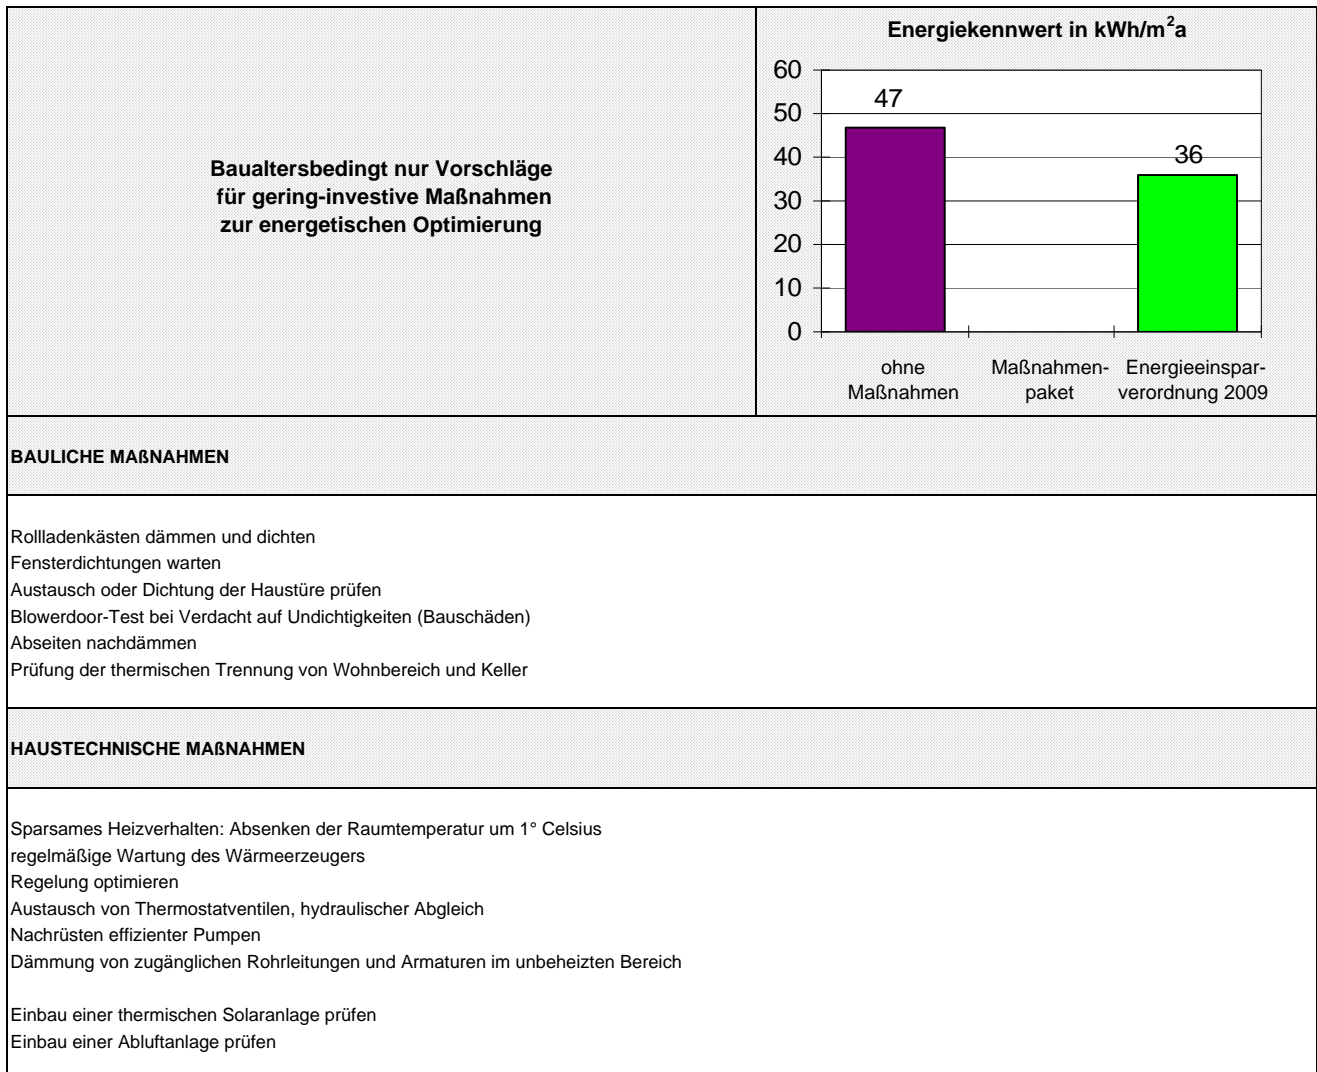 Baualtersbedingt nur Vorschläge
für gering-investive Maßnahmen
zur energetischen Optimierung
Energiekennwert in kWh/m²a
60
50
40
30
20
10
0
47
36
ohne
Maßnahmen
Maßnahmen-
paket
Energieeinspar-
verordnung 2009
BAULICHE MAßNAHMEN
Rollladenkästen dämmen und dichten
Fensterdichtungen warten
Austausch oder Dichtung der Haustüre prüfen
Blowerdoor-Test bei Verdacht auf Undichtigkeiten (Bauschäden)
Abseiten nachdämmen
Prüfung der thermischen Trennung von Wohnbereich und Keller
HAUSTECHNISCHE MAßNAHMEN
Sparsames Heizverhalten: Absenken der Raumtemperatur um 1° Celsius
regelmäßige Wartung des Wärmeerzeugers
Regelung optimieren
Austausch von Thermostatventilen, hydraulischer Abgleich
Nachrüsten effizienter Pumpen
Dämmung von zugänglichen Rohrleitungen und Armaturen im unbeheizten Bereich
Einbau einer thermischen Solaranlage prüfen
Einbau einer Abluftanlage prüfen